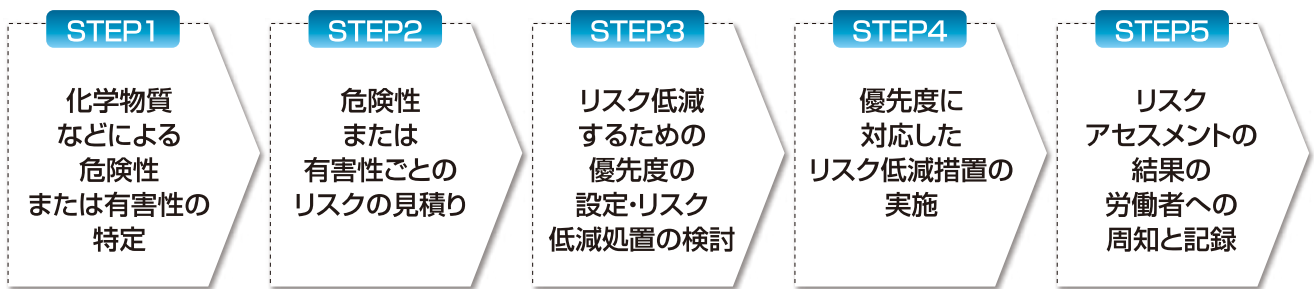 STEP1
化学物質
などによる
危険性
または有害性の
特定
STEP2
危険性
または
有害性ごとの
リスクの見積り
STEP3
リスク低減
するための
優先度の
設定・リスク
低減処置の検討
STEP4
優先度に
対応した
リスク低減措置の
実施
STEP5
リスク
アセスメントの
結果の
労働者への
周知と記録